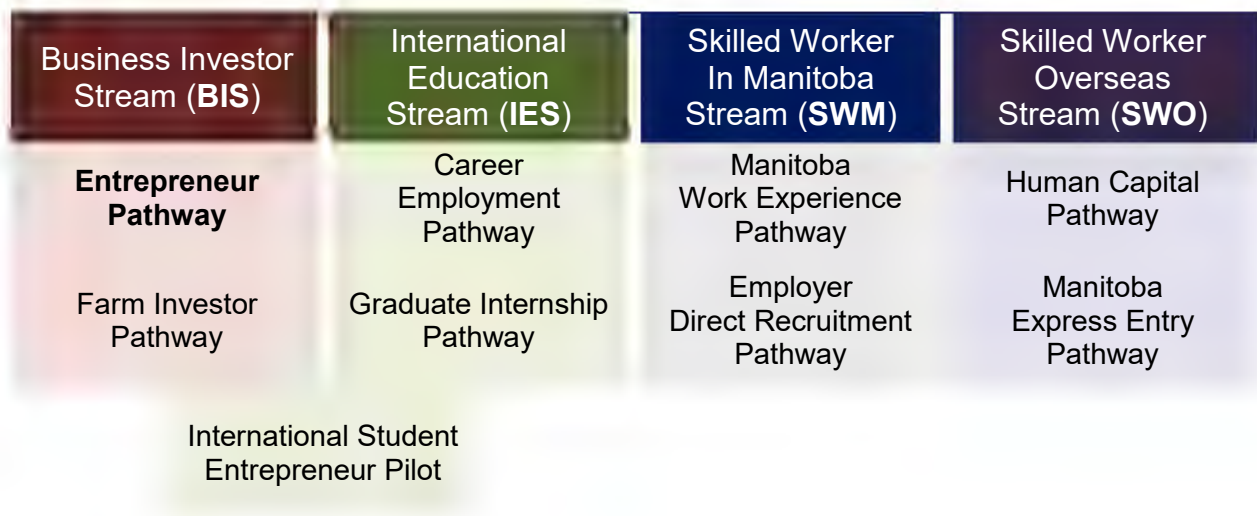 Business Investor
Stream (BIS)
International
Education
Stream (IES)
Skilled Worker
In Manitoba
Stream (SWM)
Skilled Worker
Overseas
Stream (SWO)
Entrepreneur
Pathway
Career
Employment
Pathway
Manitoba
Work Experience
Pathway
Human Capital
Pathway
Farm Investor
Pathway
Graduate Internship
Pathway
Employer
Direct Recruitment
Pathway
Manitoba
Express Entry
Pathway
International Student
Entrepreneur Pilot